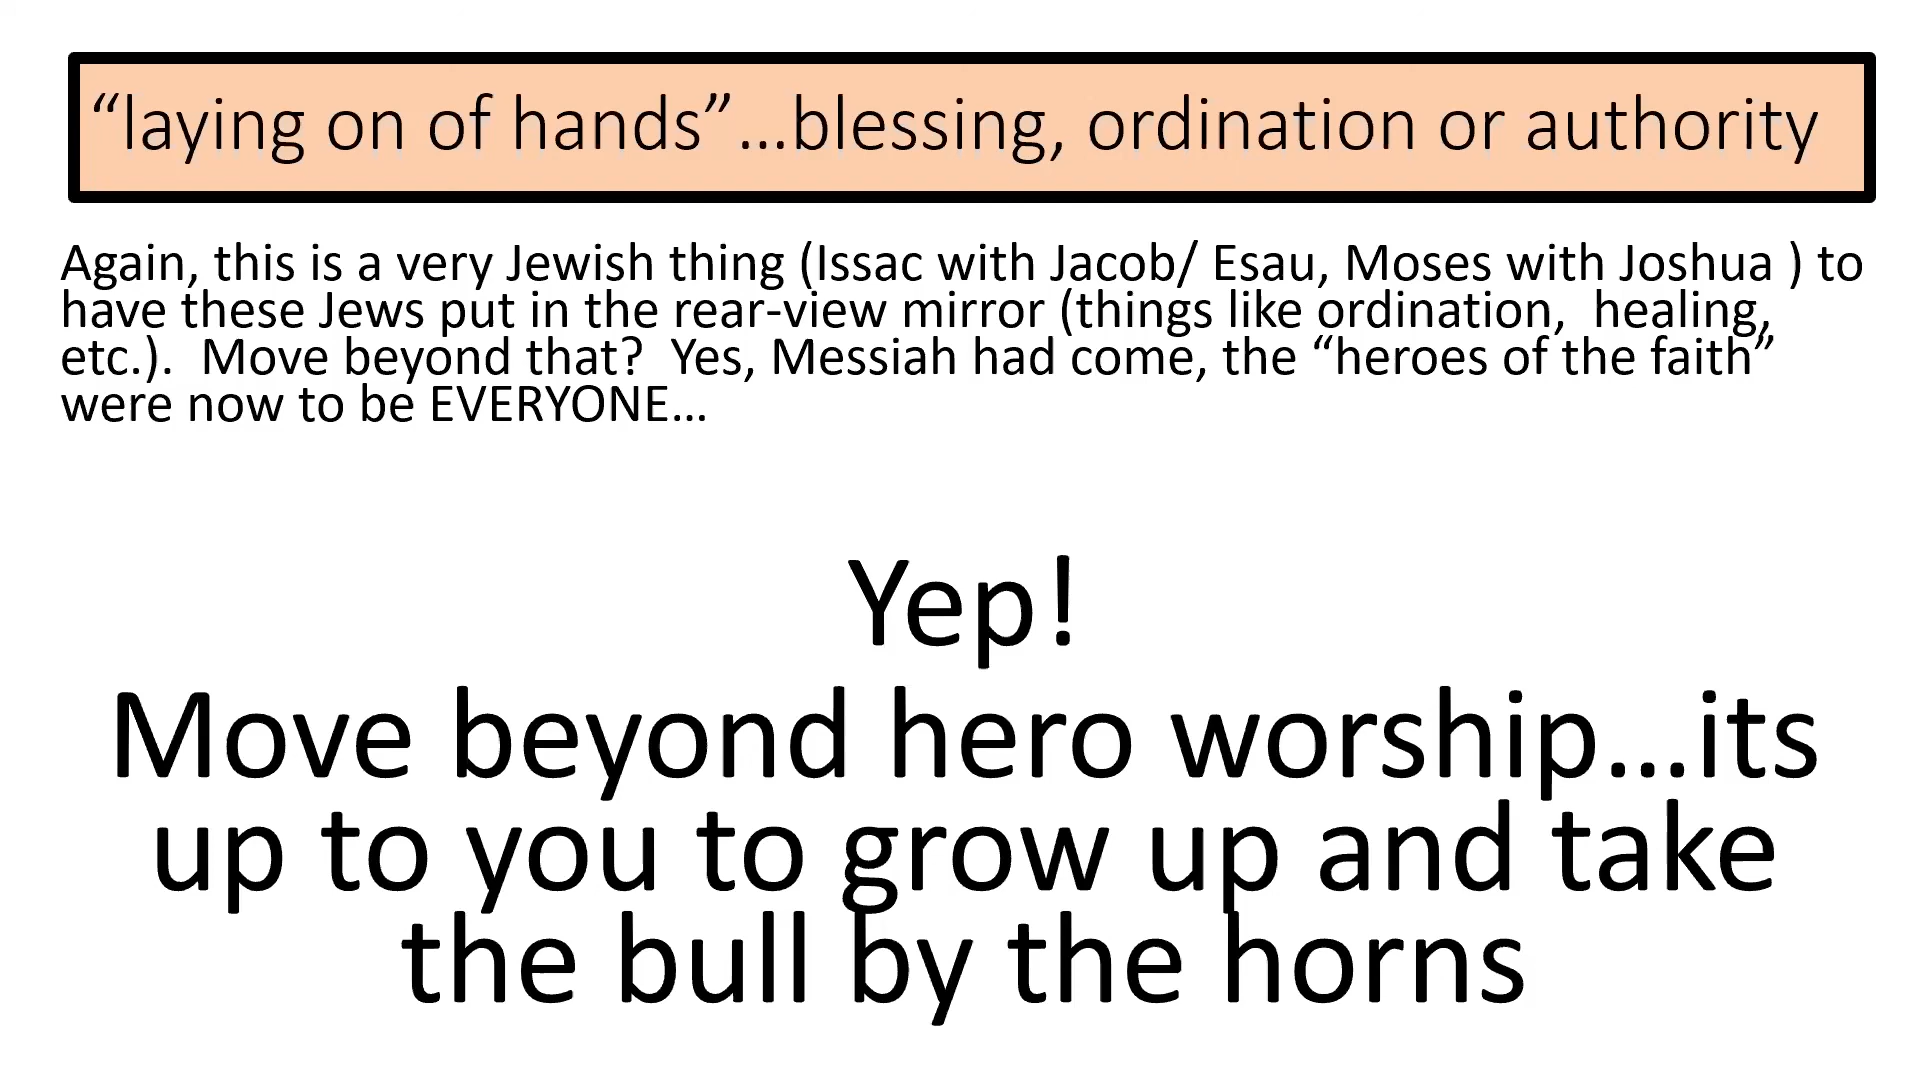 “laying on of hands”…blessing, ordination or authority
Again, this is a very Jewish thing (Issac with Jacob/ Esau, Moses with Joshua ) to
have these Jews put in the rear-view mirror (things like ordination,  healing,
etc.).  Move beyond that?  Yes, Messiah had come, the “heroes of the faith”
were now to be EVERYONE…
Yep!
Move beyond hero worship…its
up to you to grow up and take
the bull by the horns